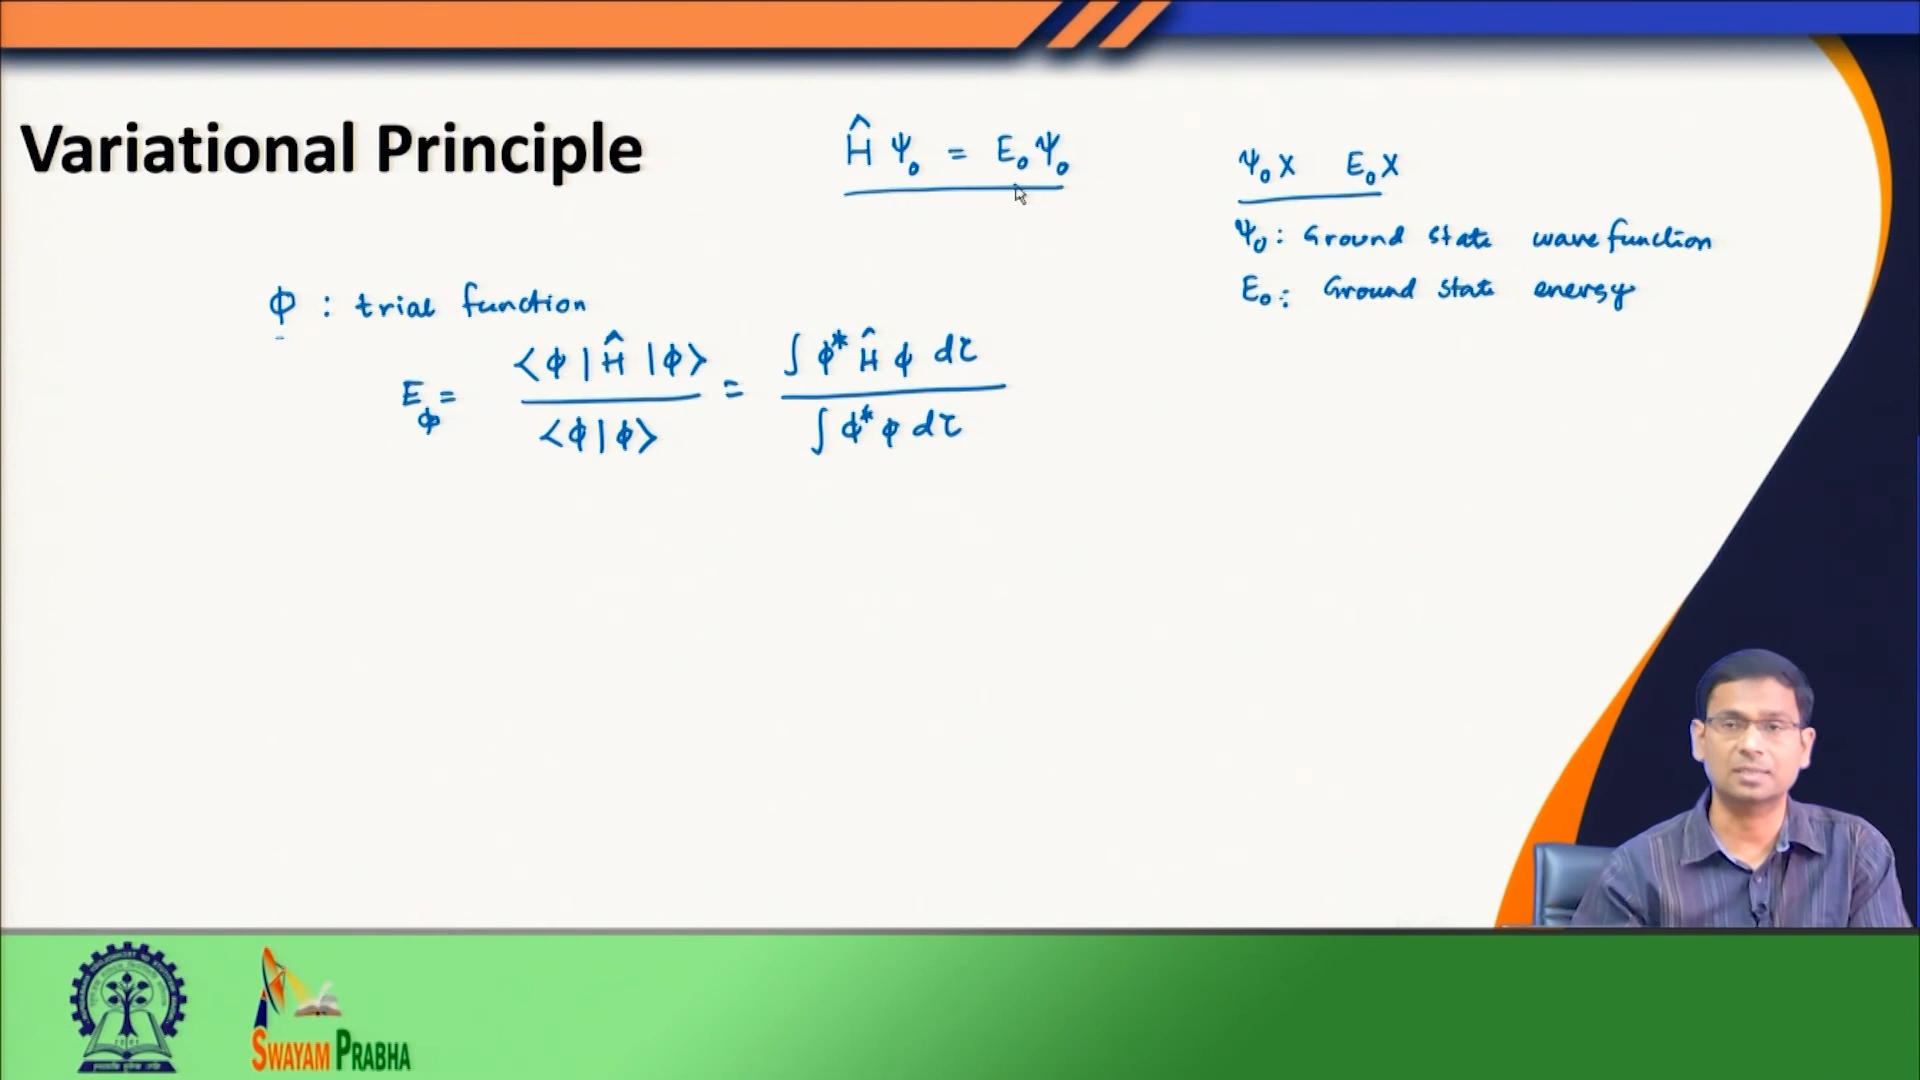 Variational Principle
Ĥ Ψ₀ = E₀Ψ₀
Ψ₀ X E₀ X
Ψ₀ : Ground state wave function
E₀ : Ground state energy
ϕ : trial function
E_ϕ = <ϕ|Ĥ|ϕ> / <ϕ|ϕ> = ∫ ϕ* Ĥ ϕ dτ / ∫ ϕ* ϕ dτ
SWAYAM PRABHA